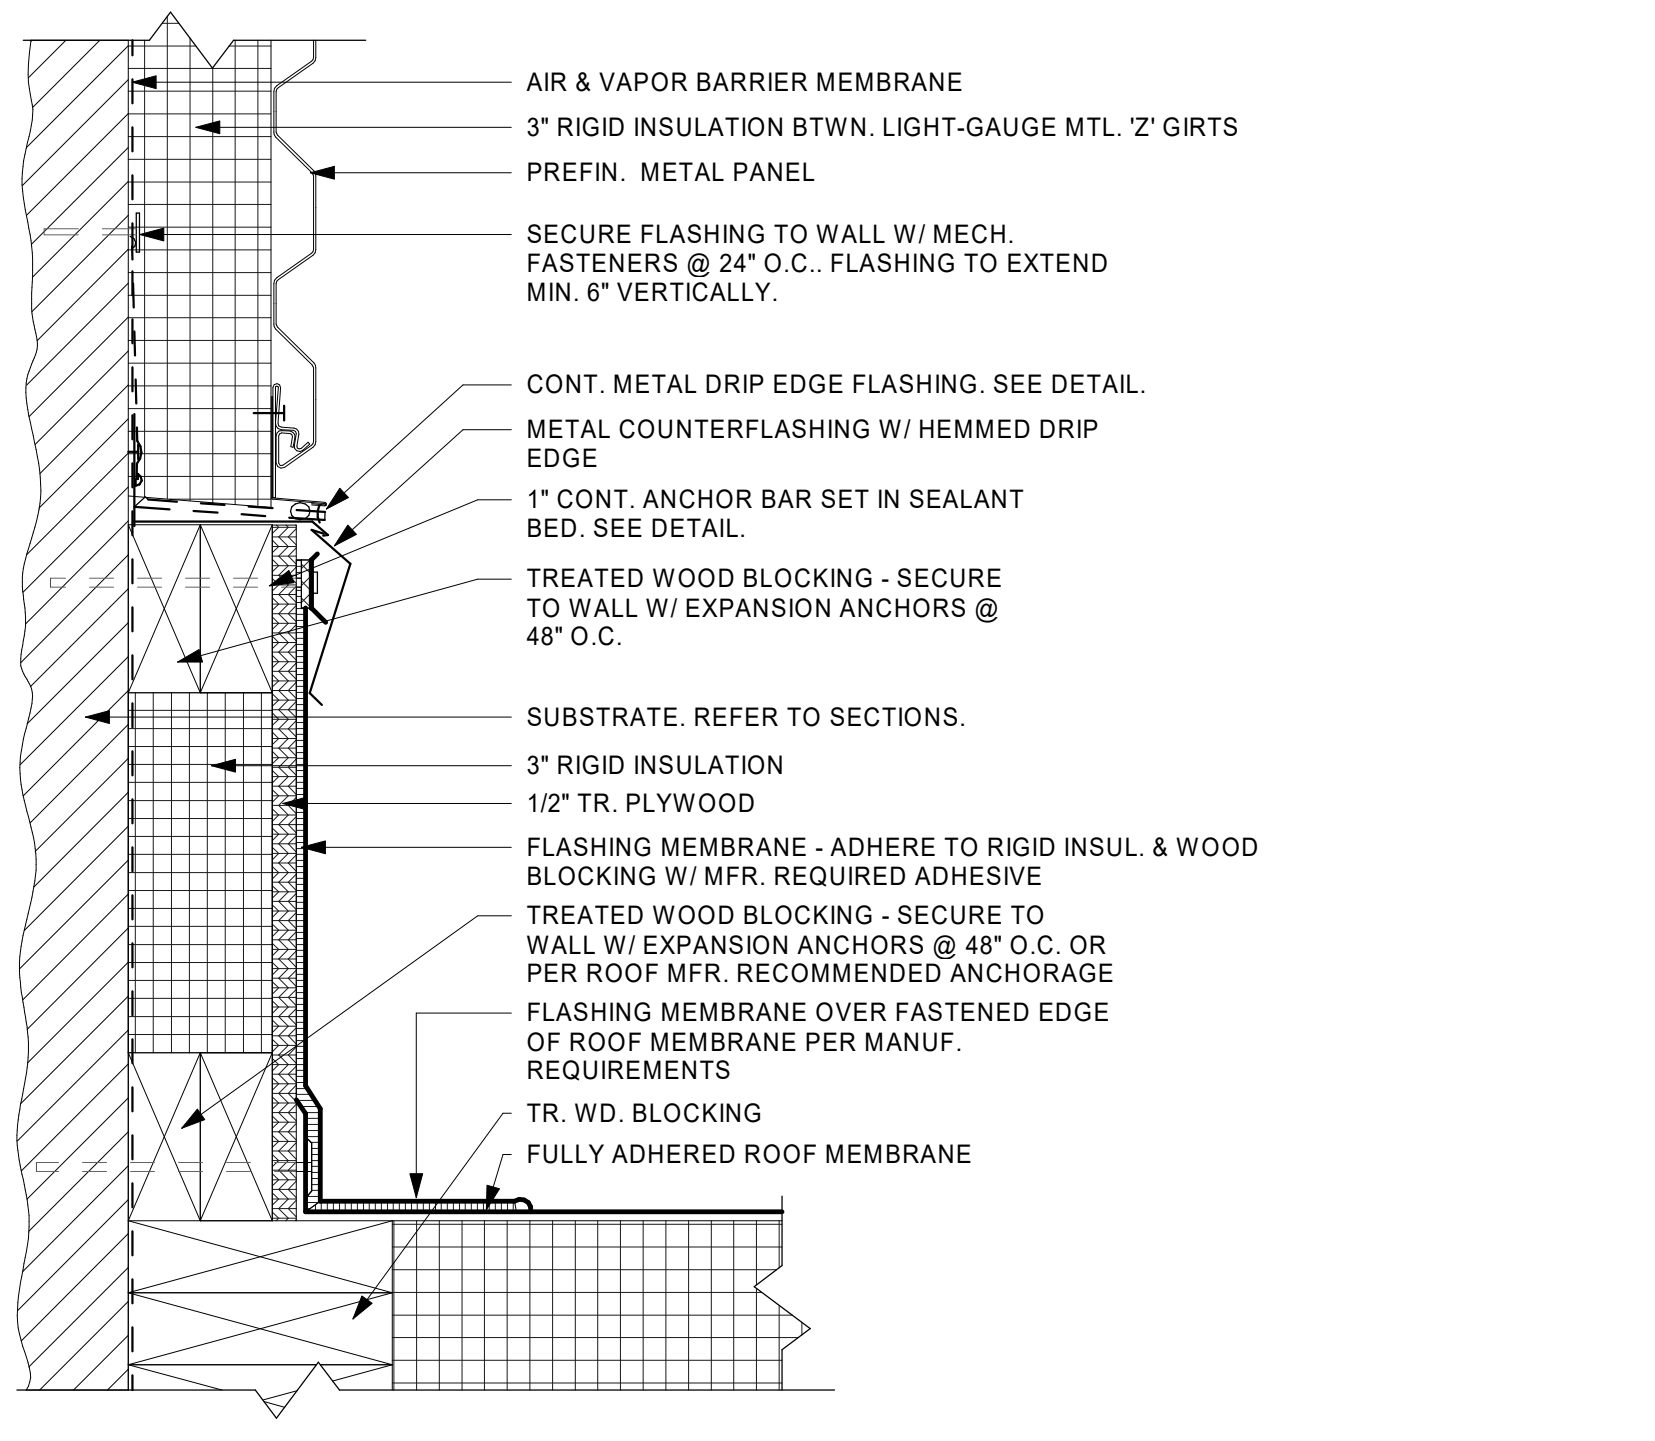 AIR & VAPOR BARRIER MEMBRANE
3" RIGID INSULATION BTWN. LIGHT-GAUGE MTL. 'Z' GIRTS
PREFIN. METAL PANEL
SECURE FLASHING TO WALL W/ MECH.
FASTENERS @ 24" O.C.. FLASHING TO EXTEND
MIN. 6" VERTICALLY.
CONT. METAL DRIP EDGE FLASHING. SEE DETAIL.
METAL COUNTERFLASHING W/ HEMMED DRIP
EDGE
1" CONT. ANCHOR BAR SET IN SEALANT
BED. SEE DETAIL.
TREATED WOOD BLOCKING - SECURE
TO WALL W/ EXPANSION ANCHORS @
48" O.C.
SUBSTRATE. REFER TO SECTIONS.
3" RIGID INSULATION
1/2" TR. PLYWOOD
FLASHING MEMBRANE - ADHERE TO RIGID INSUL. & WOOD
BLOCKING W/ MFR. REQUIRED ADHESIVE
TREATED WOOD BLOCKING - SECURE TO
WALL W/ EXPANSION ANCHORS @ 48" O.C. OR
PER ROOF MFR. RECOMMENDED ANCHORAGE
FLASHING MEMBRANE OVER FASTENED EDGE
OF ROOF MEMBRANE PER MANUF.
REQUIREMENTS
TR. WD. BLOCKING
FULLY ADHERED ROOF MEMBRANE